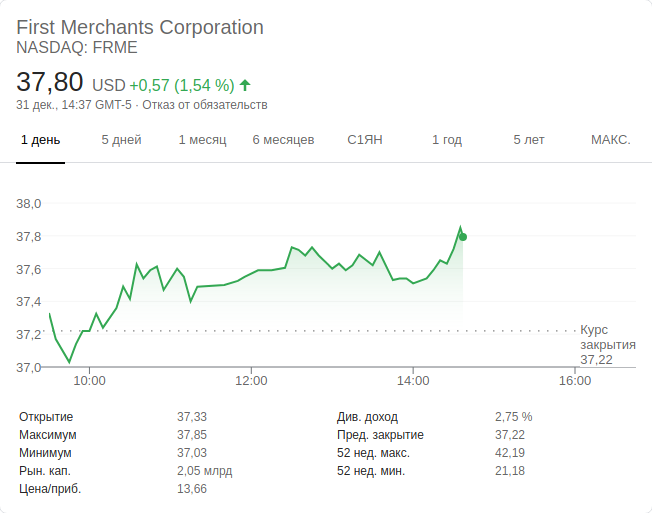 First Merchants Corporation
NASDAQ: FRME
37,80 USD +0,57 (1,54 %)
31 дек., 14:37 GMT-5 · Отказ от обязательств
1 день 5 дней 1 месяц 6 месяцев С1ЯН 1 год 5 лет МАКС.
38,0
37,8
37,6
37,4
37,2
37,0
Курс
закрытия
37,22
10:00 12:00 14:00 16:00
Открытие 37,33 Див. доход 2,75 %
Максимум 37,85 Пред. закрытие 37,22
Минимум 37,03 52 нед. макс. 42,19
Рын. кап. 2,05 млрд 52 нед. мин. 21,18
Цена/приб. 13,66